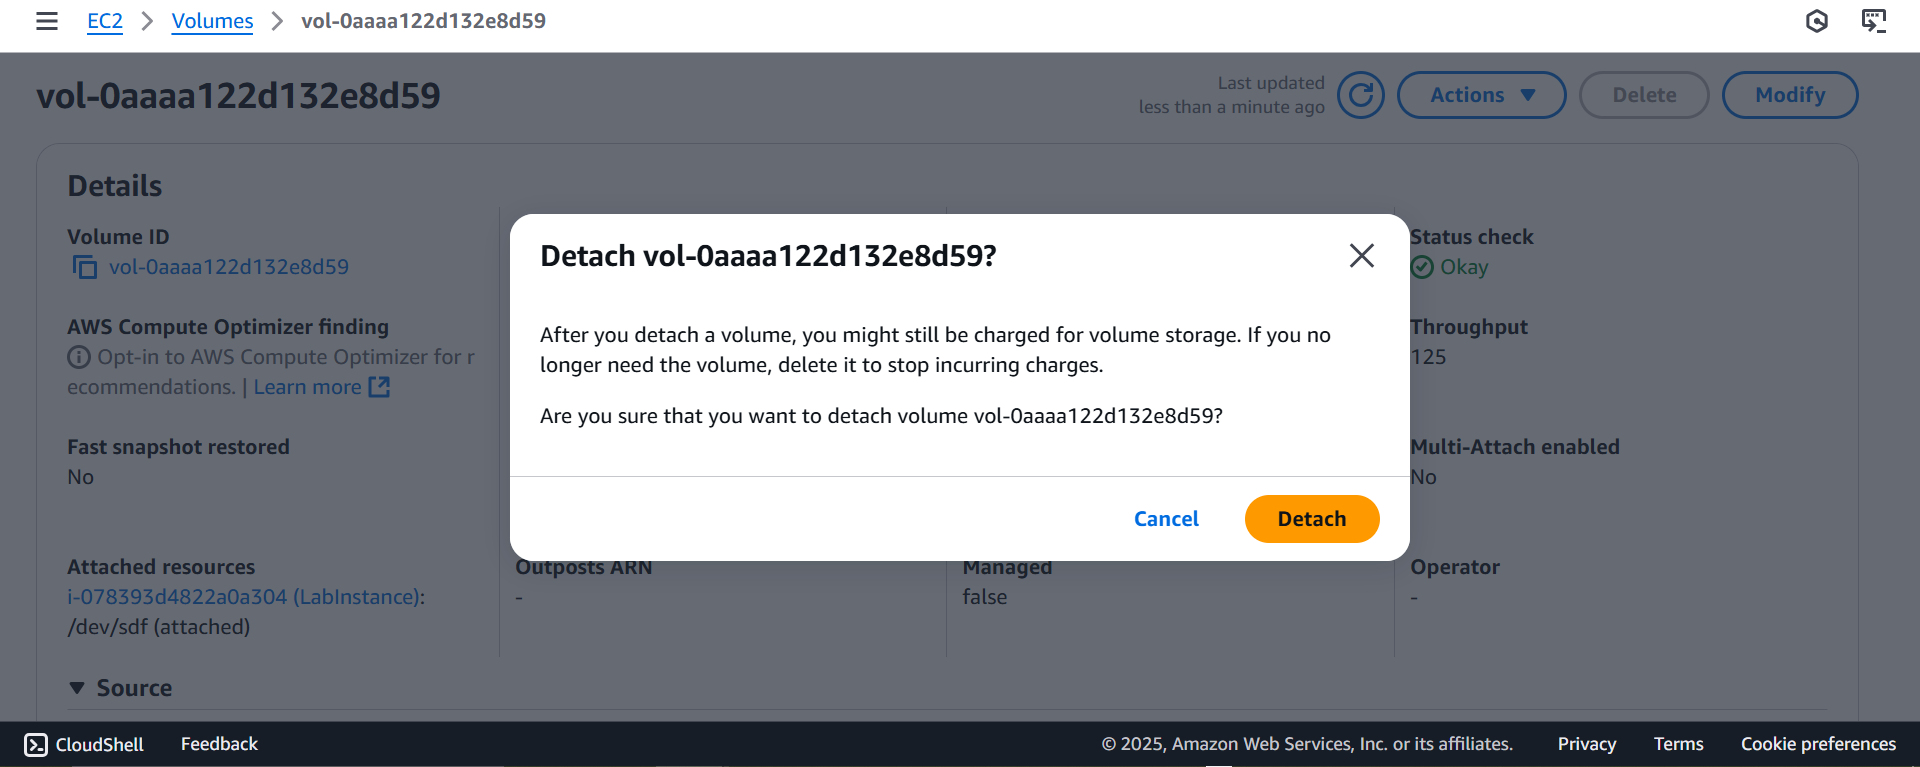 EC2 Volumes vol-0aaaa122d132e8d59
vol-0aaaa122d132e8d59
Last updated
less than a minute ago
Actions
Delete
Modify
Details
Volume ID
vol-0aaaa122d132e8d59
AWS Compute Optimizer finding
Opt-in to AWS Compute Optimizer for r
ecommendations. | Learn more
Fast snapshot restored
No
Attached resources
i-078393d4822a0a304 (LabInstance):
/dev/sdf (attached)
Detach vol-0aaaa122d132e8d59?
After you detach a volume, you might still be charged for volume storage. If you no
longer need the volume, delete it to stop incurring charges.
Are you sure that you want to detach volume vol-0aaaa122d132e8d59?
Cancel
Detach
Outposts ARN
-
Managed
false
Status check
Okay
Throughput
125
Multi-Attach enabled
No
Operator
-
Source
CloudShell Feedback © 2025, Amazon Web Services, Inc. or its affiliates. Privacy Terms Cookie preferences